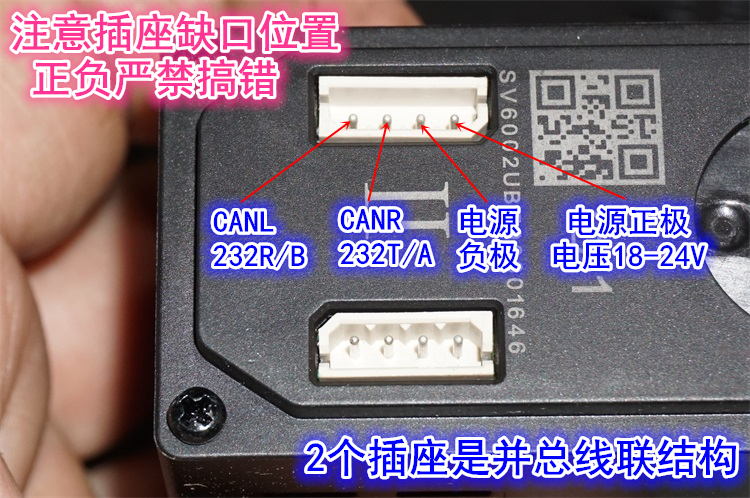 注意插座缺口位置
正负严禁搞错
SV6002UB
01646
II
1
CANL
232R/B
CANR
232T/A
电源
负极
电源正极
电压18-24V
2个插座是并总线联结构